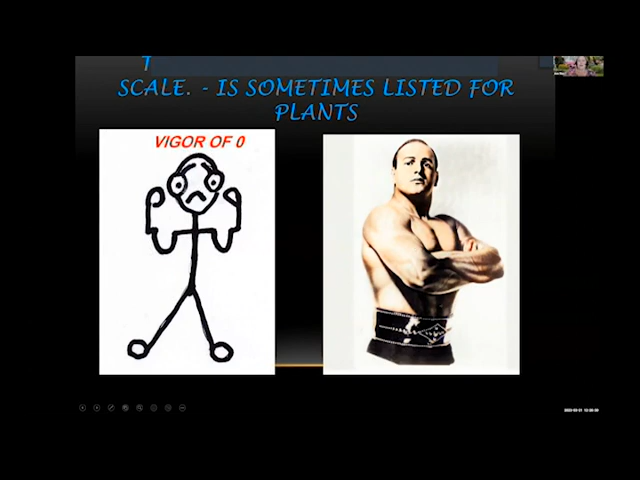 T
SCALE. - IS SOMETIMES LISTED FOR
PLANTS
VIGOR OF 0